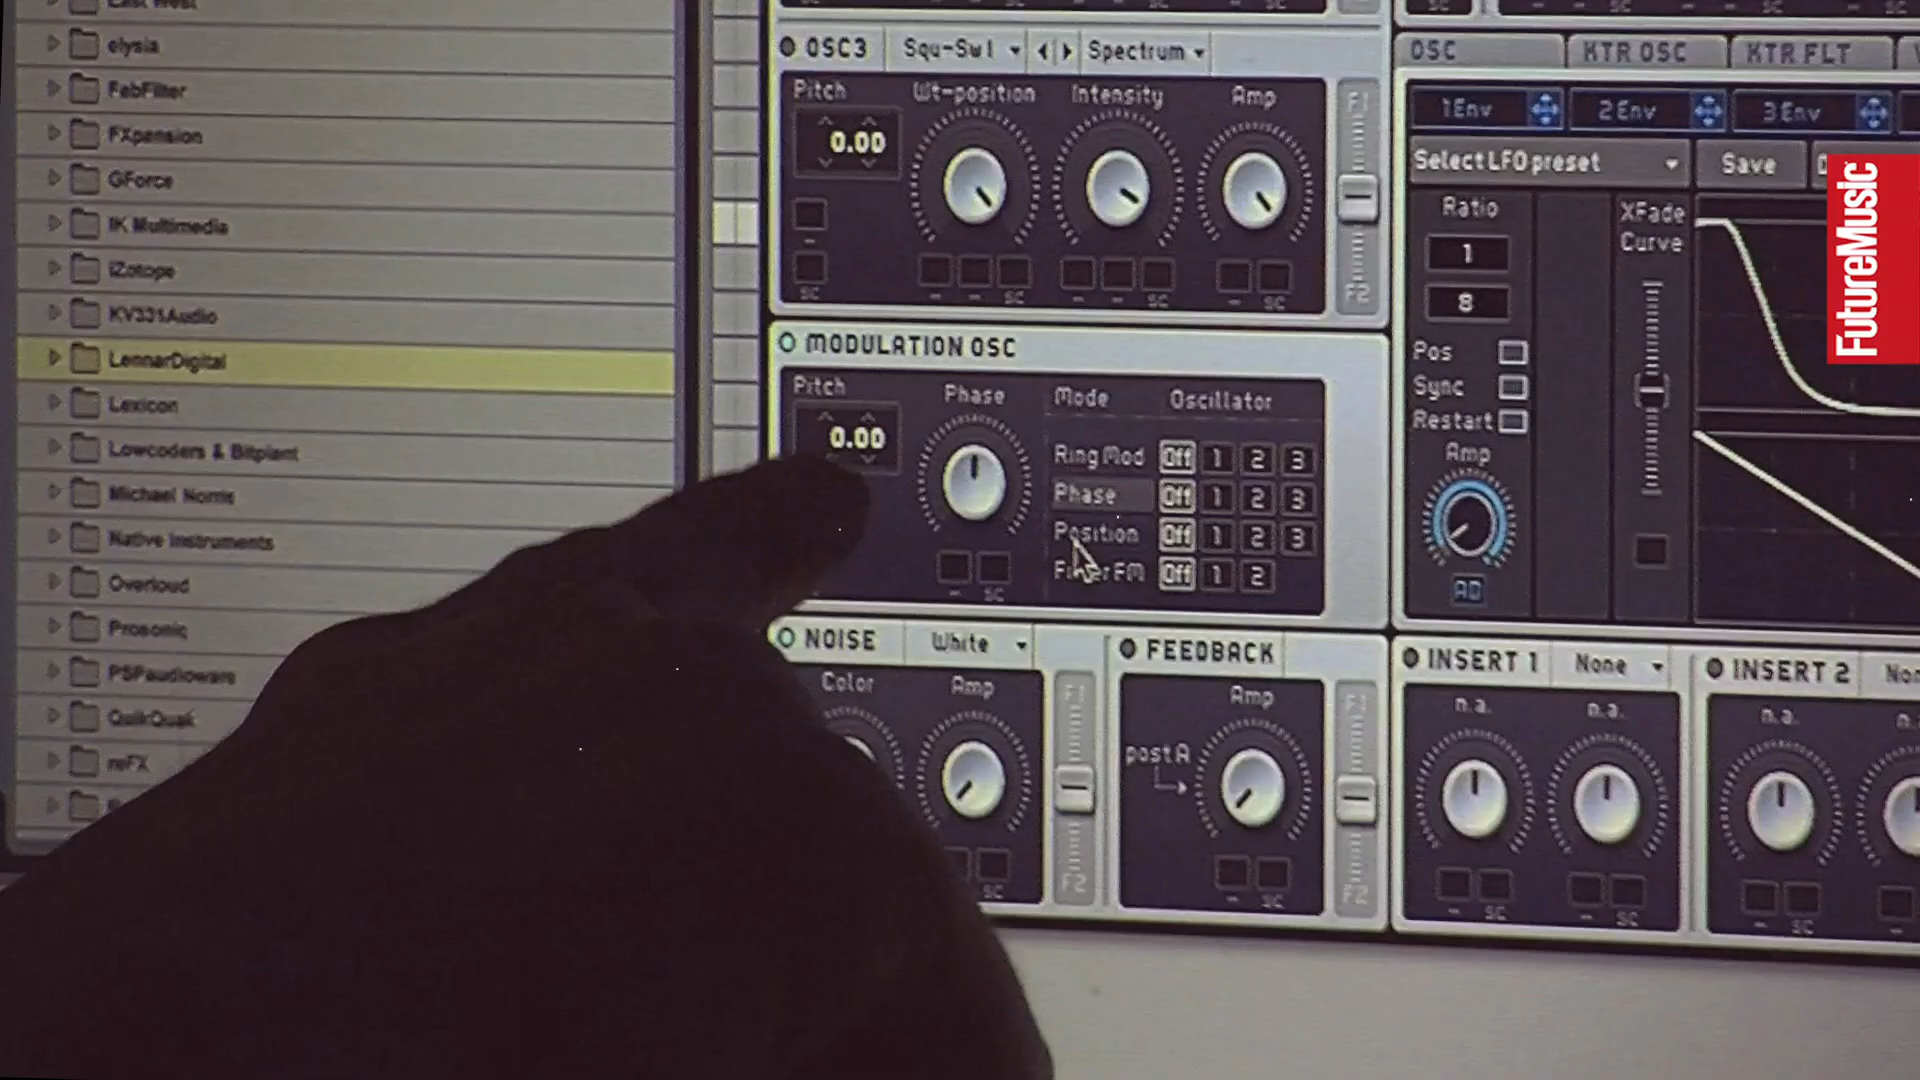 East West
elysia
FabFilter
FXpansion
GForce
IK Multimedia
iZotope
KV331Audio
LennarDigital
Lexicon
Lowcoders & Bitplant
Michael Norris
Native Instruments
Overloud
Prosoniq
PSPaudioware
QuikQuak
reFX
OSC3 Squ-Sw1 Spectrum
Pitch Wt-position Intensity Amp
0.00
F1
F2
SC SC SC SC
MODULATION OSC
Pitch Phase Mode Oscillator
0.00
Ring Mod Off 1 2 3
Phase Off 1 2 3
Position Off 1 2 3
Filter FM Off 1 2
SC
NOISE White
Color Amp
F1
F2
SC
FEEDBACK
Amp
post A
F1
F2
SC
OSC KTR OSC KTR FLT
1 Env 2 Env 3 Env
Select LFO preset Save
Ratio
1
8
XFade
Curve
Pos
Sync
Restart
Amp
AD
INSERT 1 None
n.a. n.a.
SC SC
INSERT 2
n.a.
SC
FutureMusic